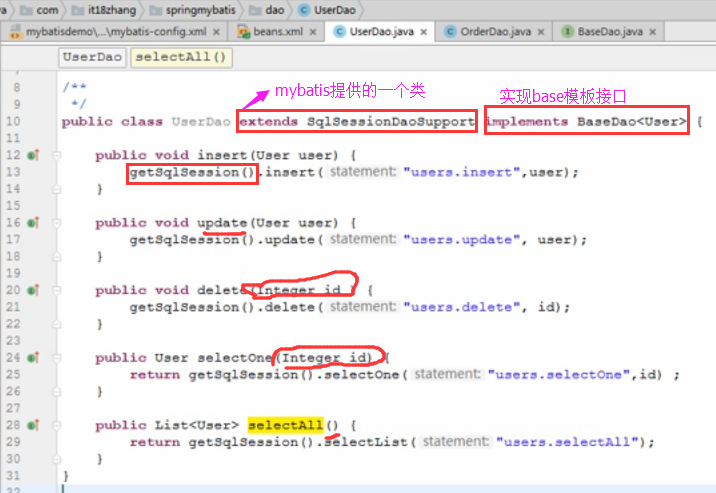 com it18zhang springmybatis dao UserDao
mybatisdemo\...\mybatis-config.xml beans.xml UserDao.java OrderDao.java BaseDao.java
UserDao selectAll()
mybatis提供的一个类 实现base模板接口
8 /**
9 */
10 public class UserDao extends SqlSessionDaoSupport implements BaseDao<User> {
11
12 public void insert(User user) {
13 getSqlSession().insert( statement: "users.insert",user);
14 }
15
16 public void update(User user) {
17 getSqlSession().update( statement: "users.update", user);
18 }
19
20 public void delete(Integer id ) {
21 getSqlSession().delete( statement: "users.delete", id);
22 }
23
24 public User selectOne(Integer id) {
25 return getSqlSession().selectOne( statement: "users.selectOne",id) ;
26 }
27
28 public List<User> selectAll() {
29 return getSqlSession().selectList( statement: "users.selectAll");
30 }
31 }
32